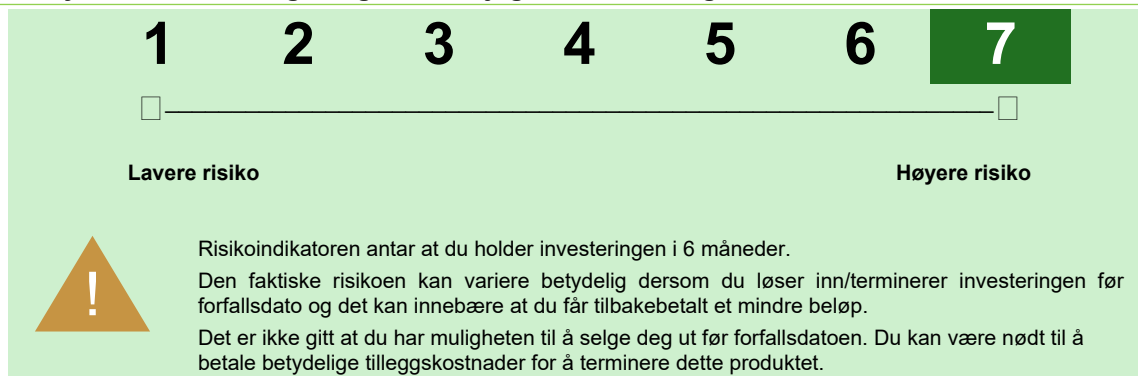 1 2 3 4 5 6 7
Lavere risiko Høyere risiko
!
Risikoindikatoren antar at du holder investeringen i 6 måneder.
Den faktiske risikoen kan variere betydelig dersom du løser inn/terminerer investeringen før
forfallsdato og det kan innebære at du får tilbakebetalt et mindre beløp.
Det er ikke gitt at du har muligheten til å selge deg ut før forfallsdatoen. Du kan være nødt til å
betale betydelige tilleggskostnader for å terminere dette produktet.